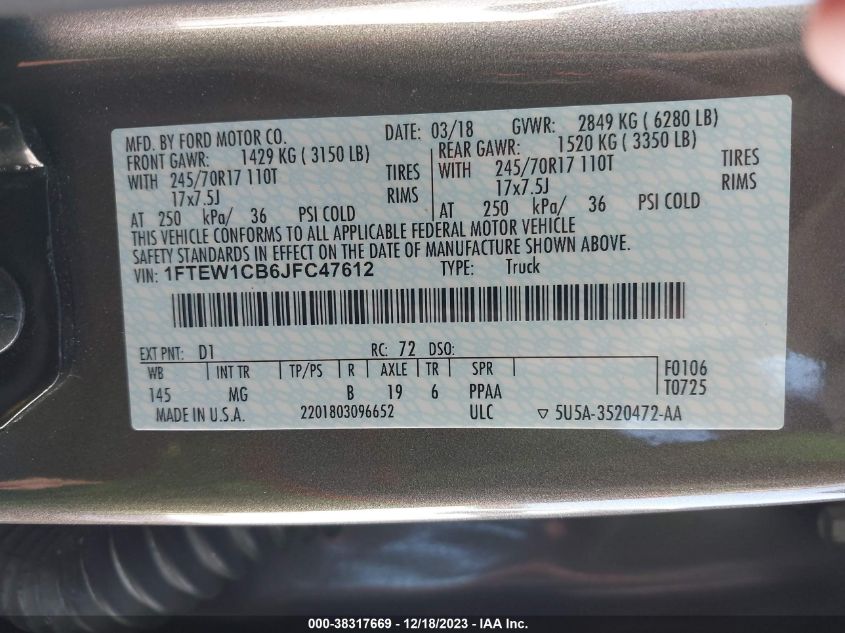 MFD. BY FORD MOTOR CO. DATE: 03/18 GVWR: 2849 KG ( 6280 LB)
FRONT GAWR: 1429 KG ( 3150 LB) REAR GAWR: 1520 KG ( 3350 LB)
WITH 245/70R17 110T TIRES WITH 245/70R17 110T TIRES
17x7.5J RIMS 17x7.5J RIMS
AT 250 kPa/ 36 PSI COLD AT 250 kPa/ 36 PSI COLD
THIS VEHICLE CONFORMS TO ALL APPLICABLE FEDERAL MOTOR VEHICLE
SAFETY STANDARDS IN EFFECT ON THE DATE OF MANUFACTURE SHOWN ABOVE.
VIN: 1FTEW1CB6JFC47612 TYPE: Truck
EXT PNT: D1 RC: 72 DSO:
WB INT TR TP/PS R AXLE TR SPR F0106
145 MG B 19 6 PPAA T0725
MADE IN U.S.A. 2201803096652 ULC ▽ 5U5A-3520472-AA
000-38317669 - 12/18/2023 - IAA Inc.